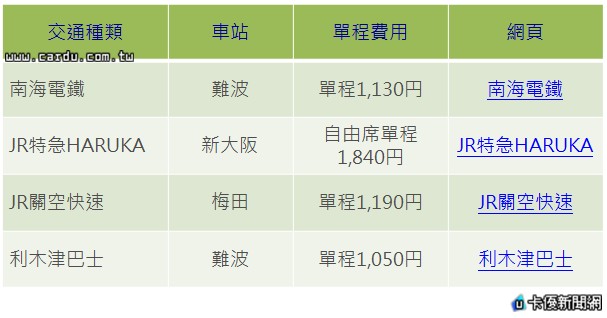 交通種類 車站 單程費用 網頁
www.cardu.com.tw
南海電鐵 難波 單程1,130円 南海電鐵
JR特急HARUKA 新大阪 自由席單程 1,840円 JR特急HARUKA
JR關空快速 梅田 單程1,190円 JR關空快速
利木津巴士 難波 單程1,050円 利木津巴士
u 卡優新聞網